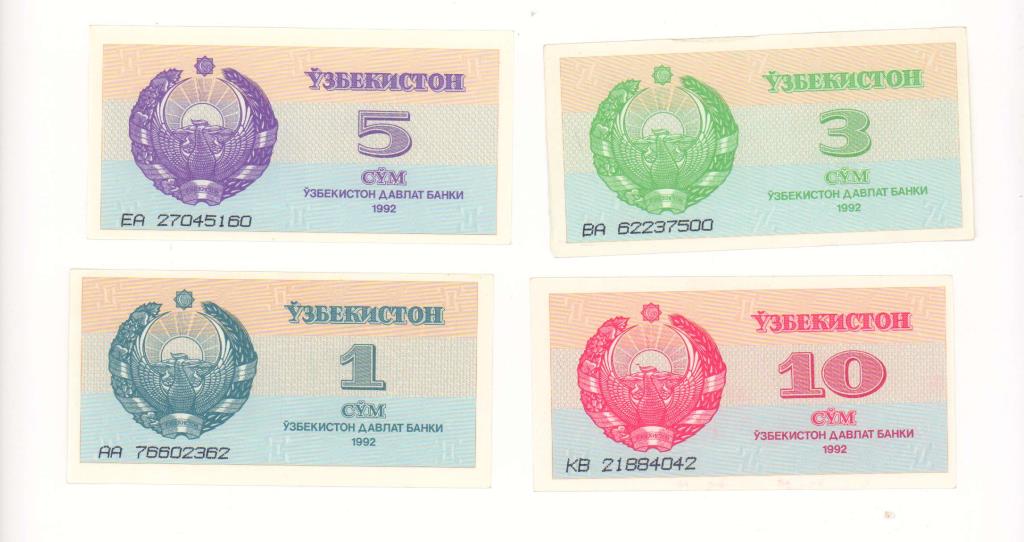 ЎЗБЕКИСТОН
5
СЎМ
ЎЗБЕКИСТОН ДАВЛАТ БАНКИ
1992
ЕА 27045160
ЎЗБЕКИСТОН
3
СЎМ
ЎЗБЕКИСТОН ДАВЛАТ БАНКИ
1992
ВА 62237500
ЎЗБЕКИСТОН
1
СЎМ
ЎЗБЕКИСТОН ДАВЛАТ БАНКИ
1992
АА 76602362
ЎЗБЕКИСТОН
10
СЎМ
ЎЗБЕКИСТОН ДАВЛАТ БАНКИ
1992
КВ 21884042